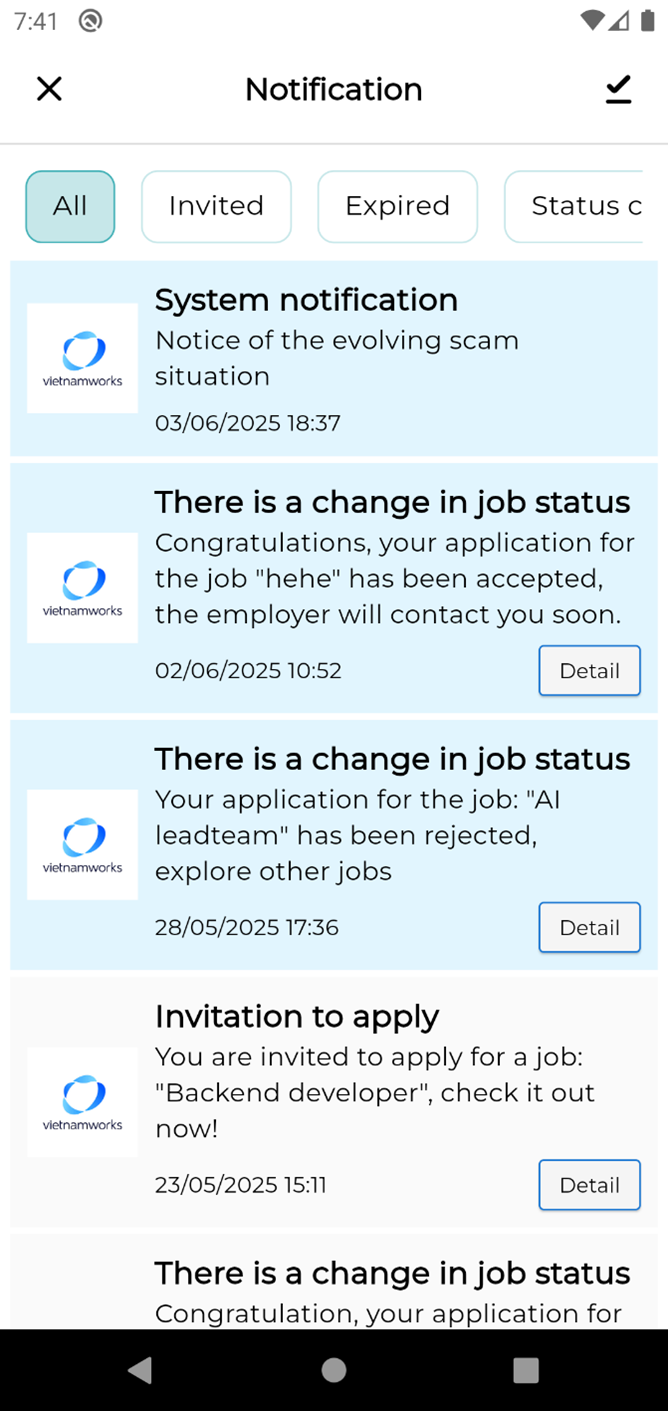 7:41
Notification
All
Invited
Expired
Status c
System notification
vietnamworks
Notice of the evolving scam
situation
03/06/2025 18:37
There is a change in job status
vietnamworks
Congratulations, your application for
the job "hehe" has been accepted,
the employer will contact you soon.
02/06/2025 10:52
Detail
There is a change in job status
vietnamworks
Your application for the job: "AI
leadteam" has been rejected,
explore other jobs
28/05/2025 17:36
Detail
Invitation to apply
vietnamworks
You are invited to apply for a job:
"Backend developer", check it out
now!
23/05/2025 15:11
Detail
There is a change in job status
Congratulation, your application for